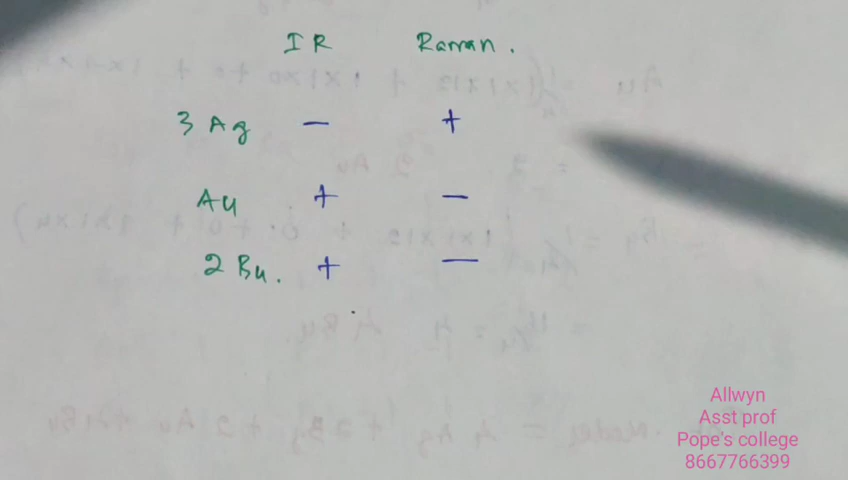 IR Raman.
3 Ag - +
Au + -
2 Bu. + -
Allwyn
Asst prof
Pope's college
8667766399